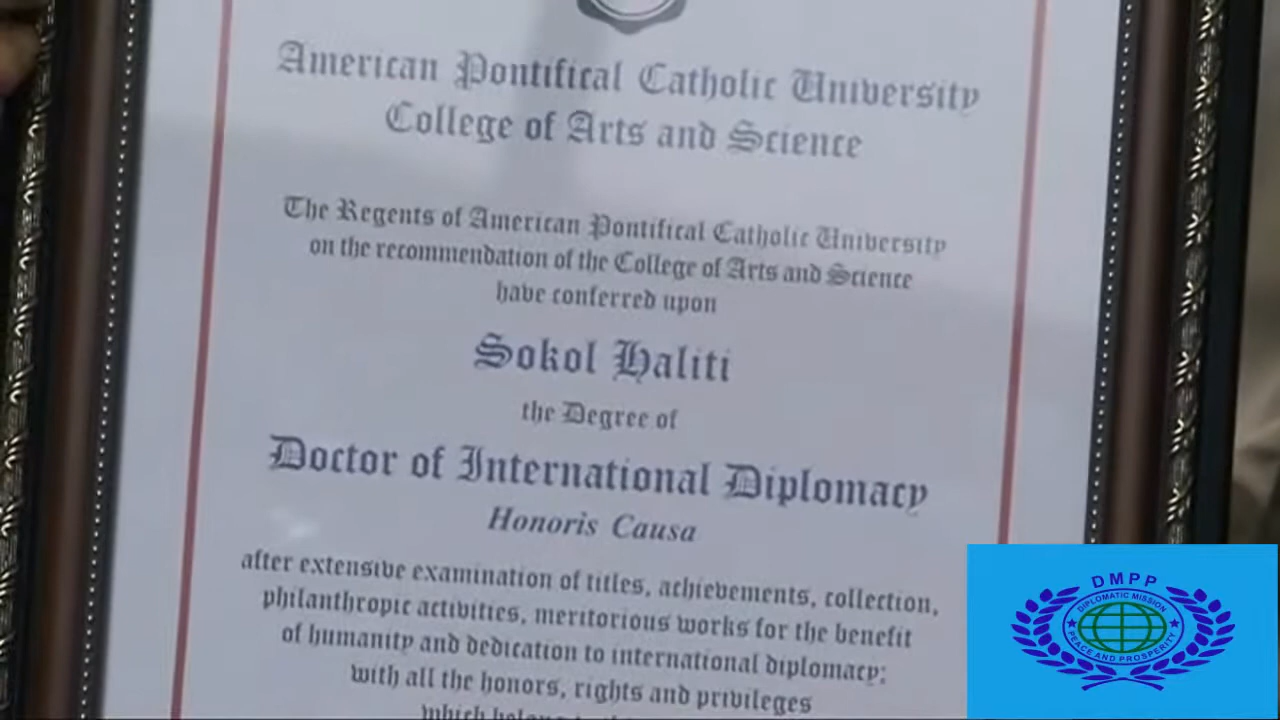 American Pontifical Catholic University
College of Arts and Science
The Regents of American Pontifical Catholic University
on the recommendation of the College of Arts and Science
have conferred upon
Sokol Haliti
the Degree of
Doctor of International Diplomacy
Honoris Causa
after extensive examination of titles, achievements, collection,
philanthropic activities, meritorious works for the benefit
of humanity and dedication to international diplomacy;
with all the honors, rights and privileges
which
DMPP
DIPLOMATIC MISSION
PEACE AND PROSPERITY